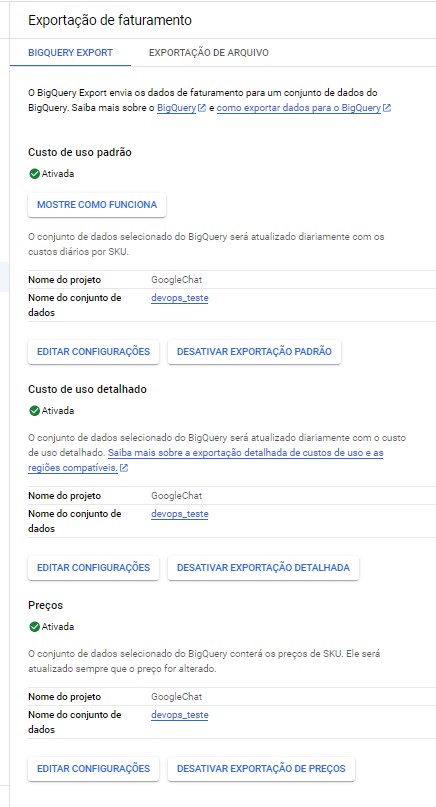 Exportação de faturamento
BIGQUERY EXPORT EXPORTAÇÃO DE ARQUIVO
O BigQuery Export envia os dados de faturamento para um conjunto de dados do
BigQuery. Saiba mais sobre o BigQuery e como exportar dados para o BigQuery
Custo de uso padrão
Ativada
MOSTRE COMO FUNCIONA
O conjunto de dados selecionado do BigQuery será atualizado diariamente com os
custos diários por SKU.
Nome do projeto GoogleChat
Nome do conjunto de devops_teste
dados
EDITAR CONFIGURAÇÕES DESATIVAR EXPORTAÇÃO PADRÃO
Custo de uso detalhado
Ativada
O conjunto de dados selecionado do BigQuery será atualizado diariamente com o custo
de uso detalhado. Saiba mais sobre a exportação detalhada de custos de uso e as
regiões compatíveis.
Nome do projeto GoogleChat
Nome do conjunto de devops_teste
dados
EDITAR CONFIGURAÇÕES DESATIVAR EXPORTAÇÃO DETALHADA
Preços
Ativada
O conjunto de dados selecionado do BigQuery conterá os preços de SKU. Ele será
atualizado sempre que o preço for alterado.
Nome do projeto GoogleChat
Nome do conjunto de devops_teste
dados
EDITAR CONFIGURAÇÕES DESATIVAR EXPORTAÇÃO DE PREÇOS